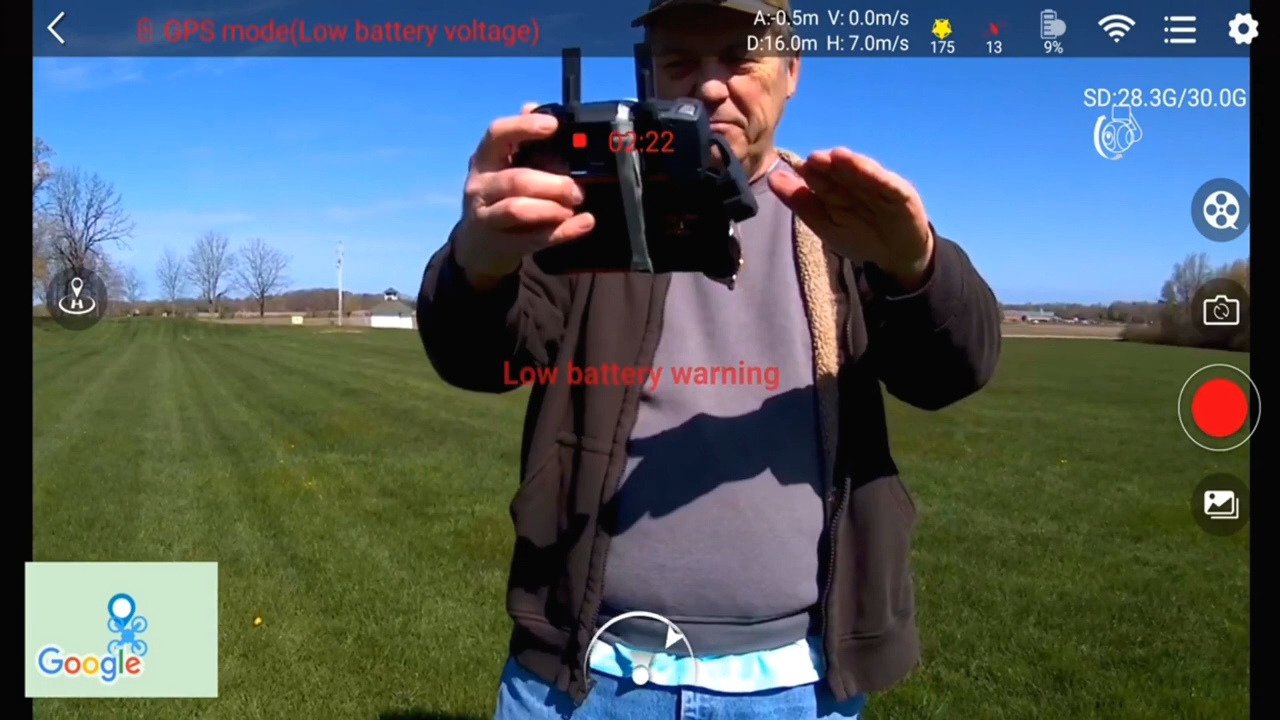 GPS mode(Low battery voltage)
A:-0.5m V: 0.0m/s
D:16.0m H: 7.0m/s
175
13
9%
SD:28.3G/30.0G
02:22
H
Low battery warning
Google